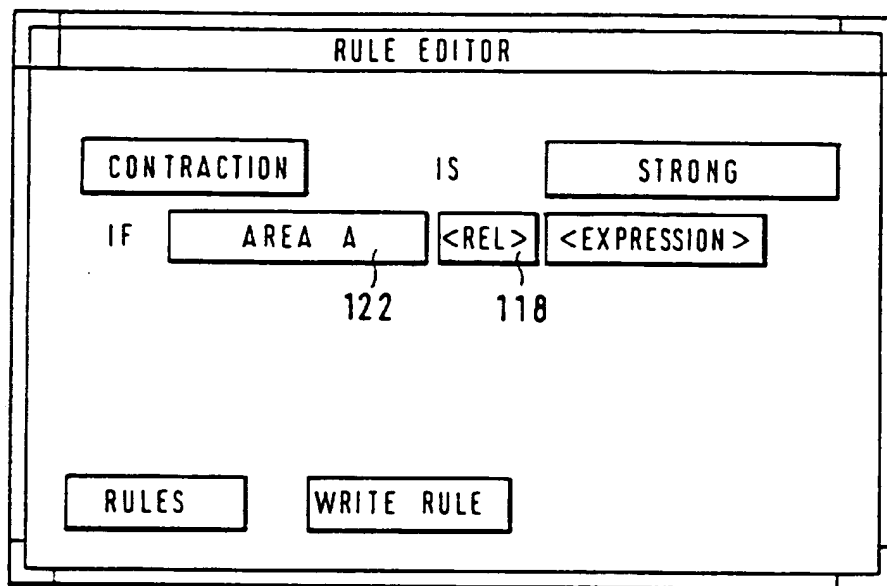 RULE EDITOR
CONTRACTION IS STRONG
IF AREA A <REL> <EXPRESSION>
122 118
RULES WRITE RULE